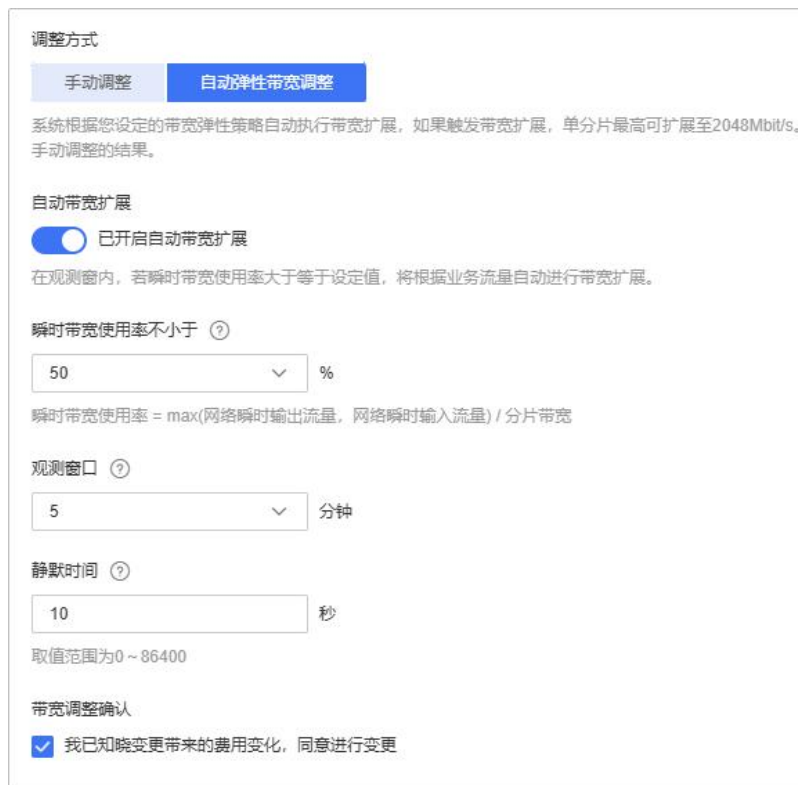 调整方式
手动调整 自动弹性带宽调整
系统根据您设定的带宽弹性策略自动执行带宽扩展，如果触发带宽扩展，单分片最高可扩展至2048Mbit/s。
手动调整的结果。
自动带宽扩展
已开启自动带宽扩展
在观测窗内，若瞬时带宽使用率大于等于设定值，将根据业务流量自动进行带宽扩展。
瞬时带宽使用率不小于 ?
50 %
瞬时带宽使用率 = max(网络瞬时输出流量，网络瞬时输入流量) / 分片带宽
观测窗口 ?
5 分钟
静默时间 ?
10 秒
取值范围为0~86400
带宽调整确认
我已知晓变更带来的费用变化，同意进行变更